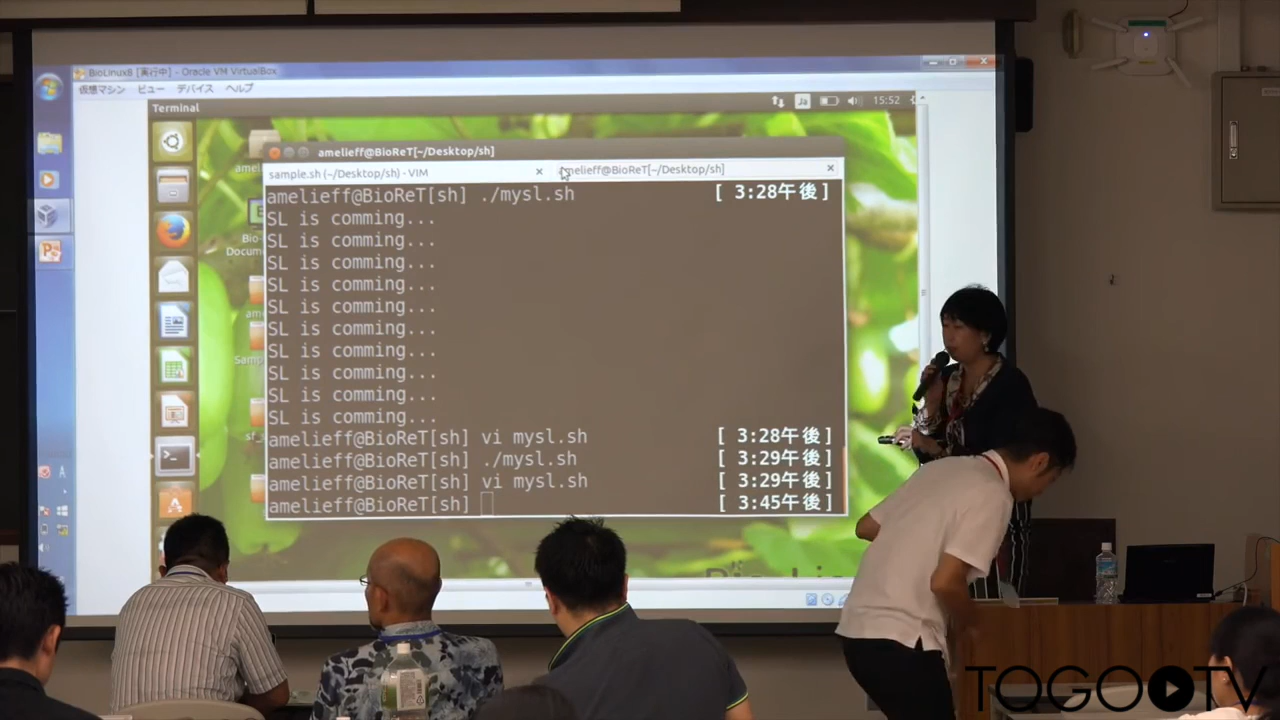 BioLinux8 [実行中] - Oracle VM VirtualBox
仮想マシン ビュー デバイス ヘルプ
Terminal
Ja
15:52
amelieff@BioReT[~/Desktop/sh]
sample.sh (~/Desktop/sh) - VIM
amelieff@BioReT[~/Desktop/sh]
amelieff@BioReT[sh] ./mysl.sh [ 3:28午後]
SL is comming...
SL is comming...
SL is comming...
SL is comming...
SL is comming...
SL is comming...
SL is comming...
SL is comming...
SL is comming...
SL is comming...
amelieff@BioReT[sh] vi mysl.sh [ 3:28午後]
amelieff@BioReT[sh] ./mysl.sh [ 3:29午後]
amelieff@BioReT[sh] vi mysl.sh [ 3:29午後]
amelieff@BioReT[sh] [ 3:45午後]
TOGO TV